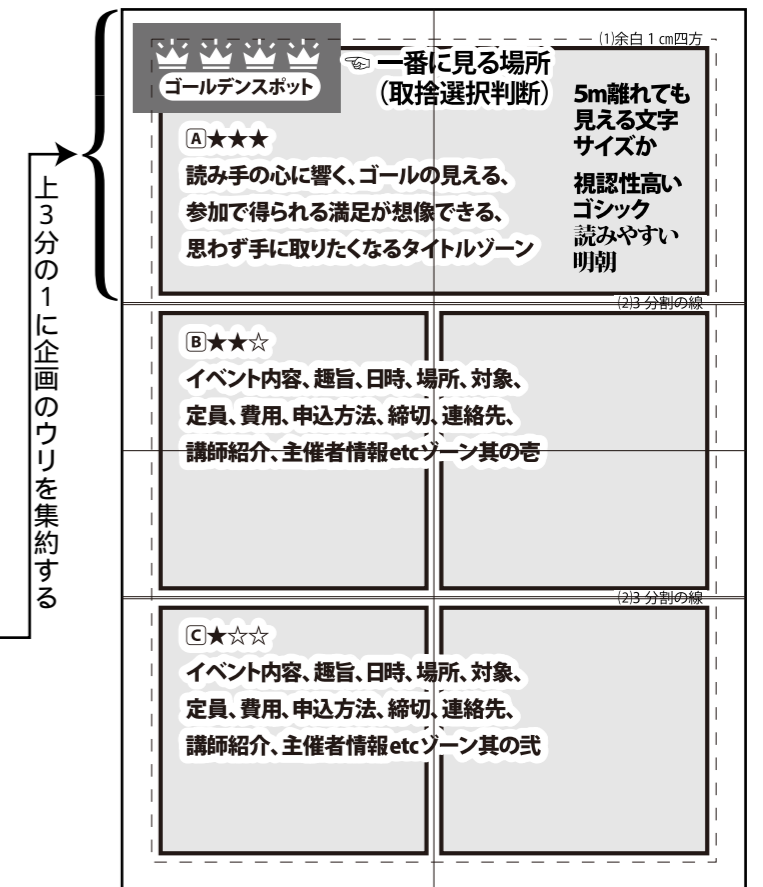 (1)余白 1 ㎝四方
ゴールデンスポット
☜ 一番に見る場所
（取捨選択判断）
5m離れても
見える文字
サイズか
視認性高い
ゴシック
読みやすい
明朝
A★★★
読み手の心に響く、ゴールの見える、
参加で得られる満足が想像できる、
思わず手に取りたくなるタイトルゾーン
上3分の1に企画のウリを集約する
(2)3 分割の線
B★★☆
イベント内容、趣旨、日時、場所、対象、
定員、費用、申込方法、締切、連絡先、
講師紹介、主催者情報etcゾーン其の壱
(2)3 分割の線
C★☆☆
イベント内容、趣旨、日時、場所、対象、
定員、費用、申込方法、締切、連絡先、
講師紹介、主催者情報etcゾーン其の弐